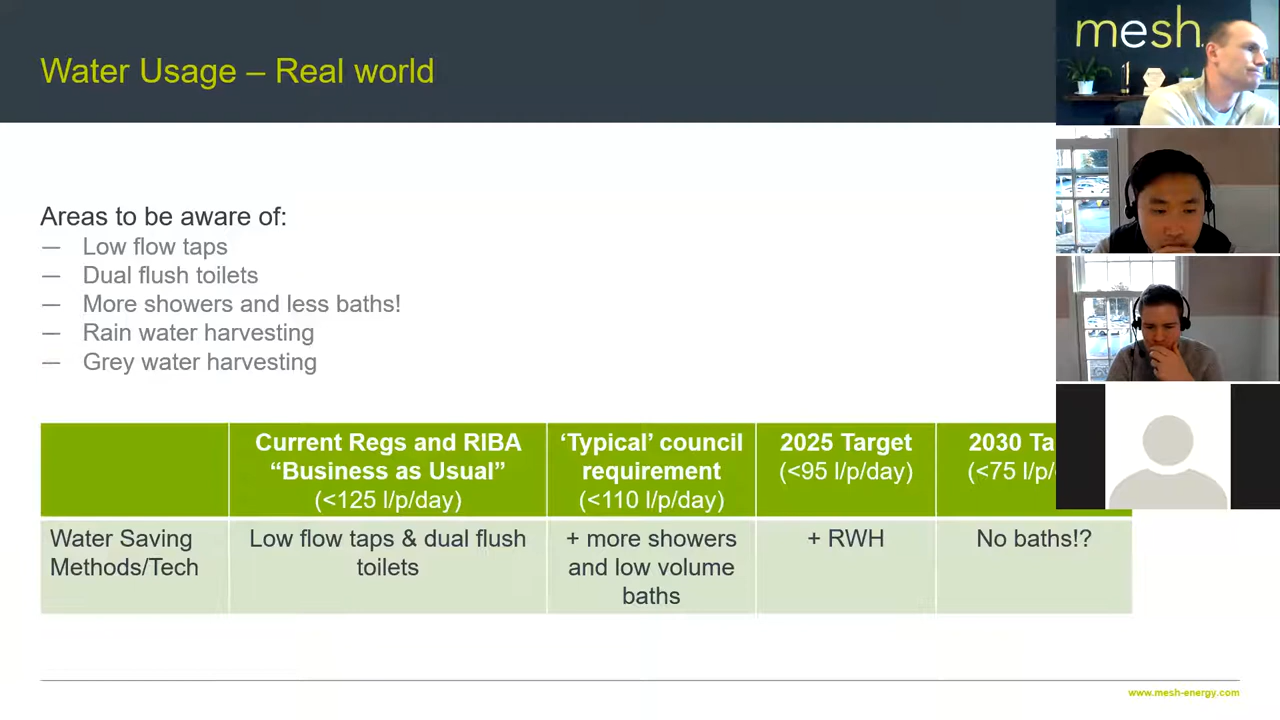 Water Usage – Real world
mesh
Areas to be aware of:
— Low flow taps
— Dual flush toilets
— More showers and less baths!
— Rain water harvesting
— Grey water harvesting
Current Regs and RIBA
“Business as Usual”
(<125 l/p/day)
‘Typical’ council
requirement
(<110 l/p/day)
2025 Target
(<95 l/p/day)
2030 Ta
(<75 l/p/
Water Saving
Methods/Tech
Low flow taps & dual flush
toilets
+ more showers
and low volume
baths
+ RWH
No baths!?
www.mesh-energy.com